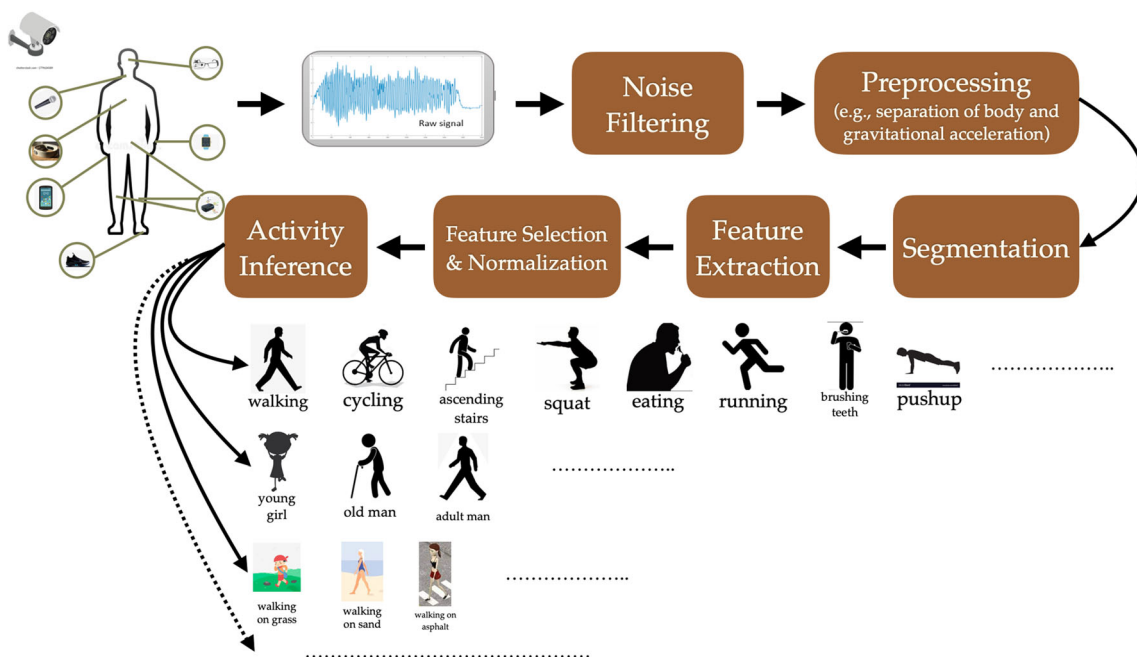 Raw signal
Noise
Filtering
Preprocessing
(e.g., separation of body and
gravitational acceleration)
Activity
Inference
Feature Selection
& Normalization
Feature
Extraction
Segmentation
walking
cycling
ascending
stairs
squat
eating
running
brushing
teeth
pushup
.....................
young
girl
old man
adult man
.....................
walking
on grass
walking
on sand
walking on
asphalt
.....................
.............................................